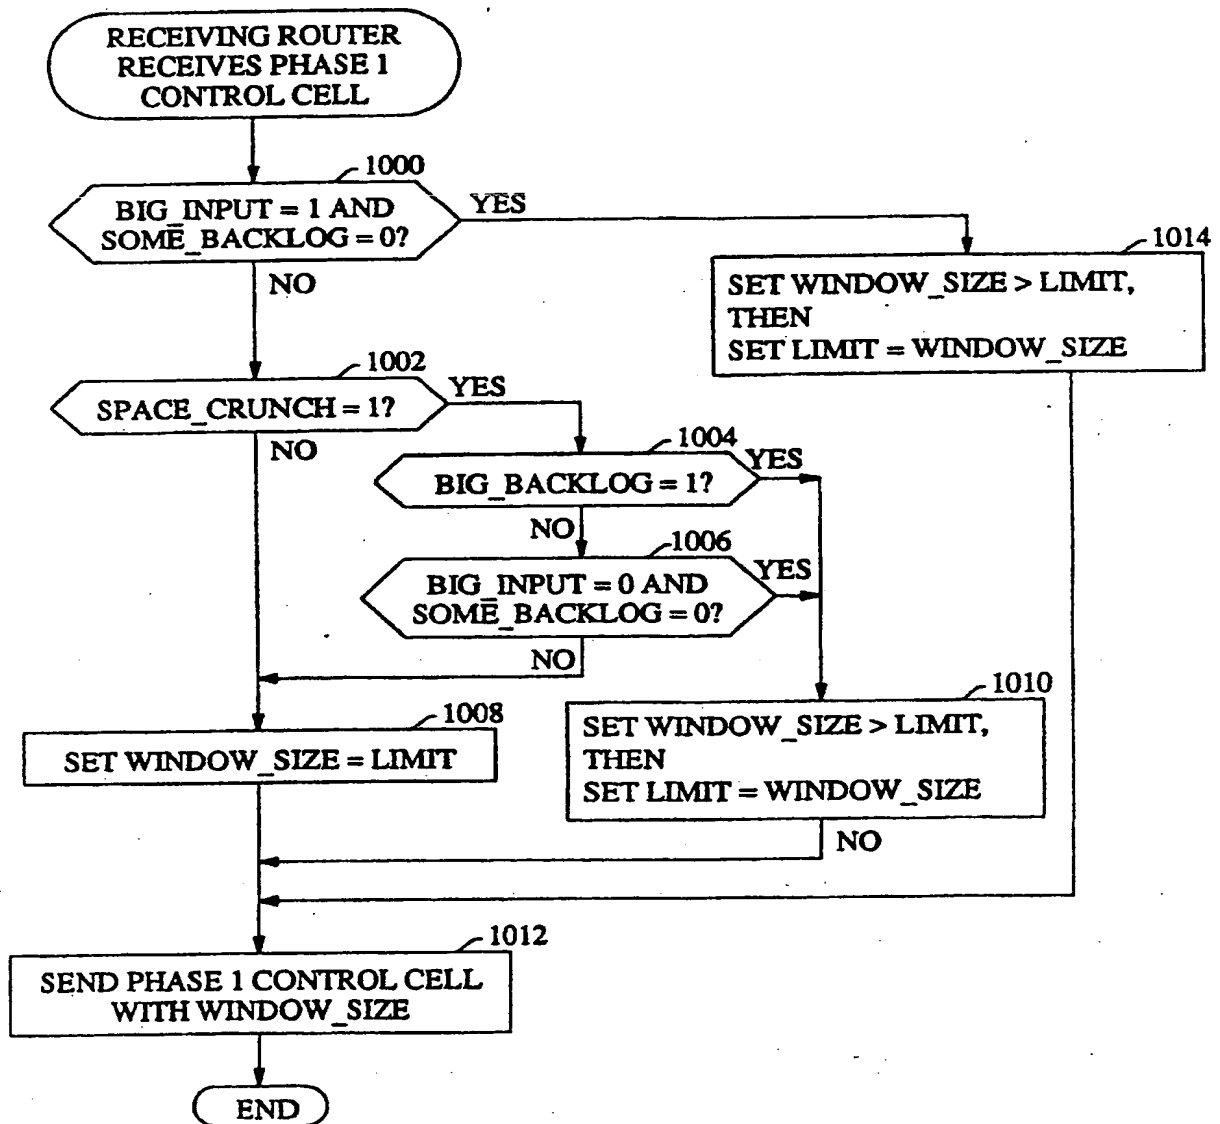 RECEIVING ROUTER
RECEIVES PHASE 1
CONTROL CELL
1000
BIG_INPUT = 1 AND
SOME_BACKLOG = 0?
YES
NO
1014
SET WINDOW_SIZE > LIMIT,
THEN
SET LIMIT = WINDOW_SIZE
1002
SPACE_CRUNCH = 1?
YES
NO
1004
BIG_BACKLOG = 1?
YES
NO
1006
BIG_INPUT = 0 AND
SOME_BACKLOG = 0?
YES
NO
1008
SET WINDOW_SIZE = LIMIT
1010
SET WINDOW_SIZE > LIMIT,
THEN
SET LIMIT = WINDOW_SIZE
NO
1012
SEND PHASE 1 CONTROL CELL
WITH WINDOW_SIZE
END